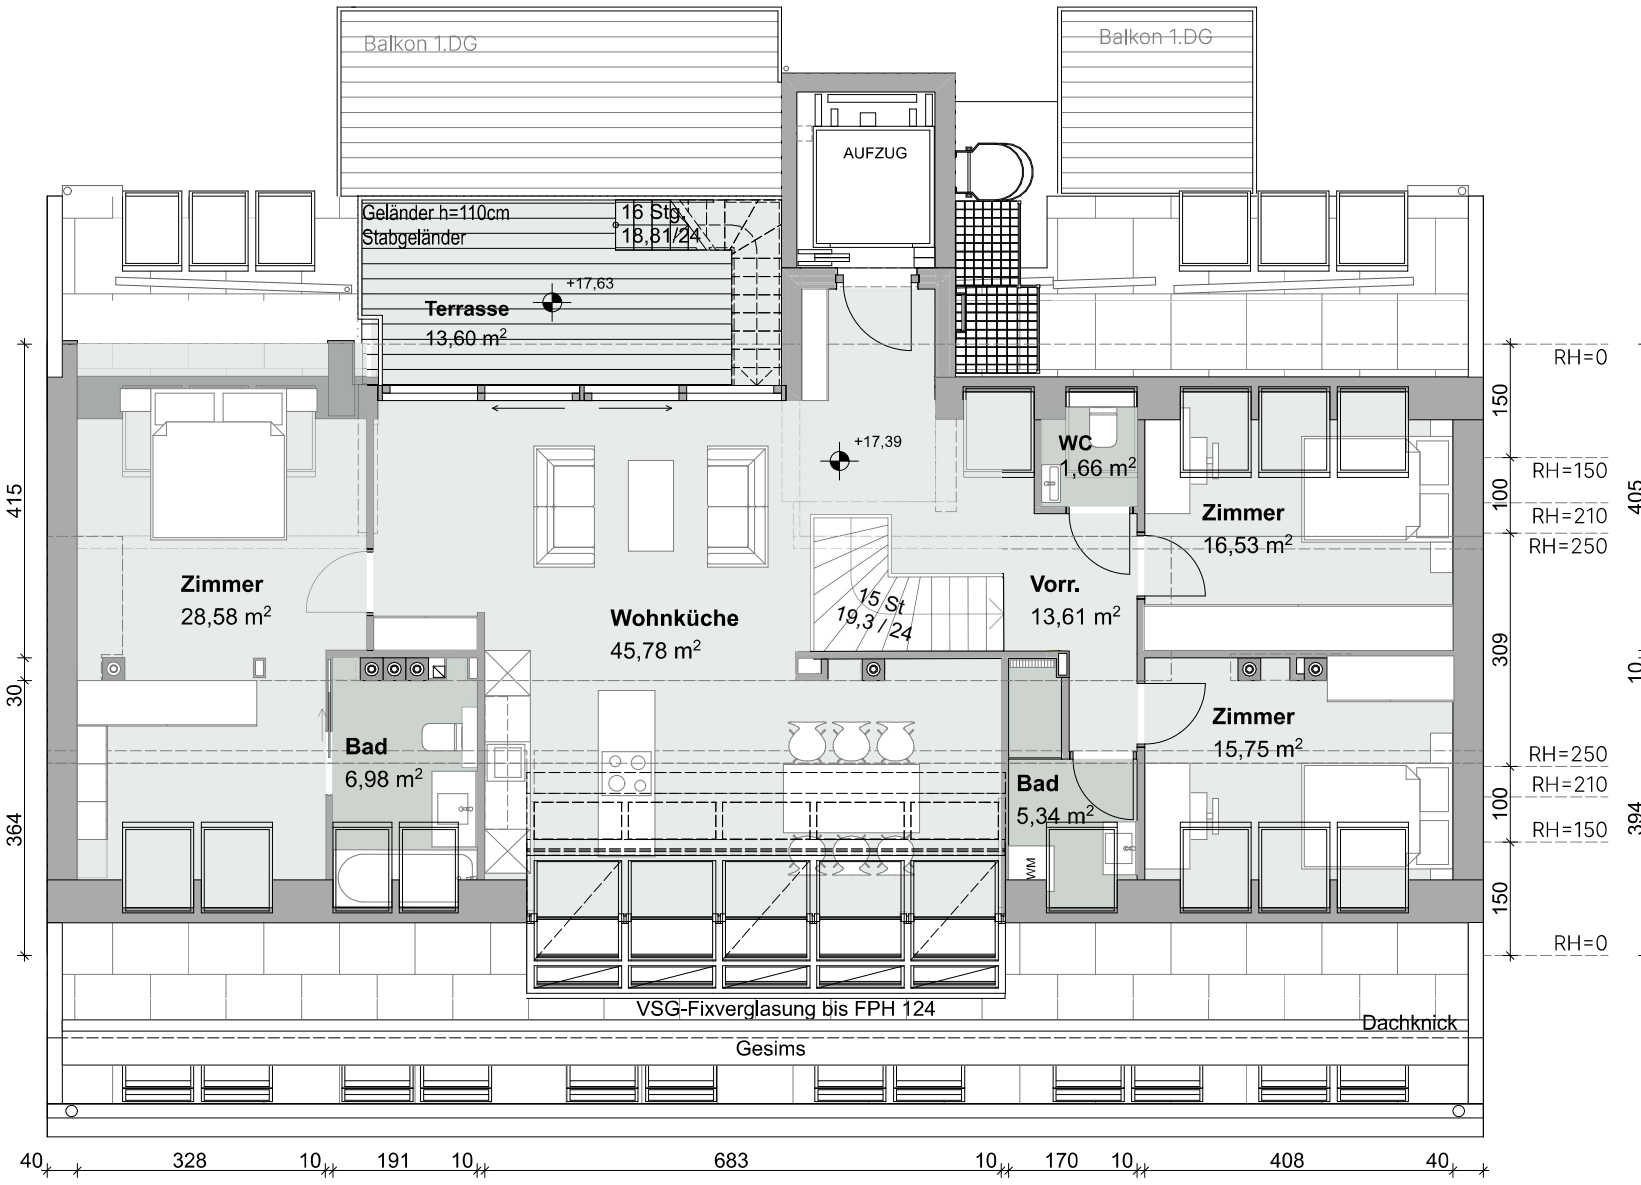 Balkon 1.DG
Balkon 1.DG
AUFZUG
Geländer h=110cm
Stabgeländer
16 Stg.
18,81/24
+17,63
Terrasse
13,60 m²
RH=0
150
WC
1,66 m²
+17,39
RH=150
415
100
405
Zimmer
16,53 m²
RH=210
RH=250
Zimmer
28,58 m²
15 St
19,3 / 24
Vorr.
13,61 m²
Wohnküche
45,78 m²
309
30
10
Zimmer
15,75 m²
Bad
6,98 m²
RH=250
Bad
5,34 m²
RH=210
100
364
394
RH=150
WM
150
RH=0
VSG-Fixverglasung bis FPH 124
Dachknick
Gesims
40 328 10 191 10 683 10 170 10 408 40